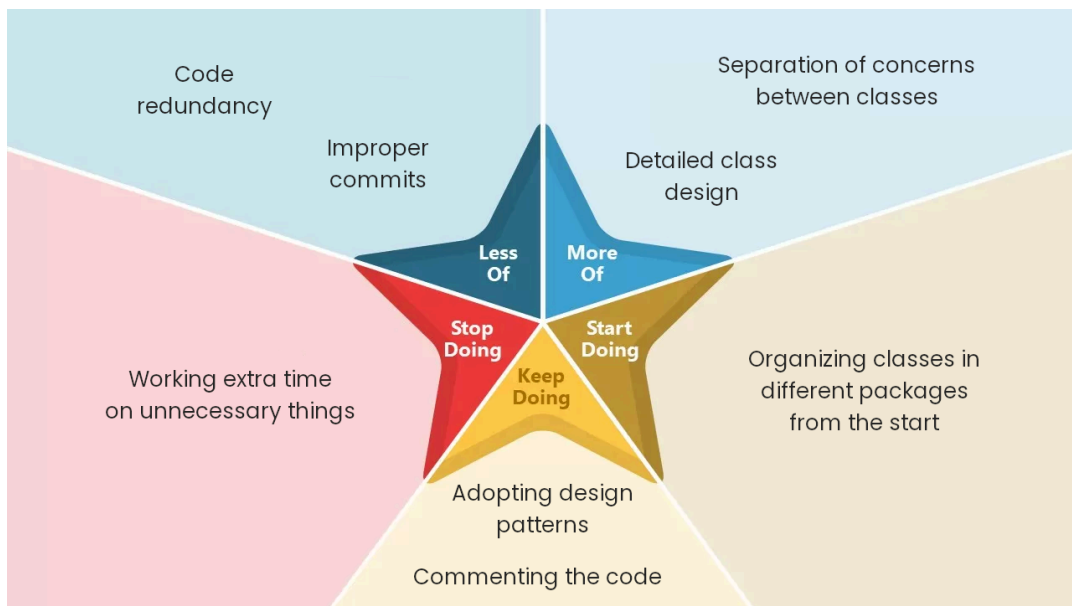 Code
redundancy
Improper
commits
Less
Of
Separation of concerns
between classes
Detailed class
design
More
Of
Stop
Doing
Working extra time
on unnecessary things
Start
Doing
Organizing classes in
different packages
from the start
Keep
Doing
Adopting design
patterns
Commenting the code